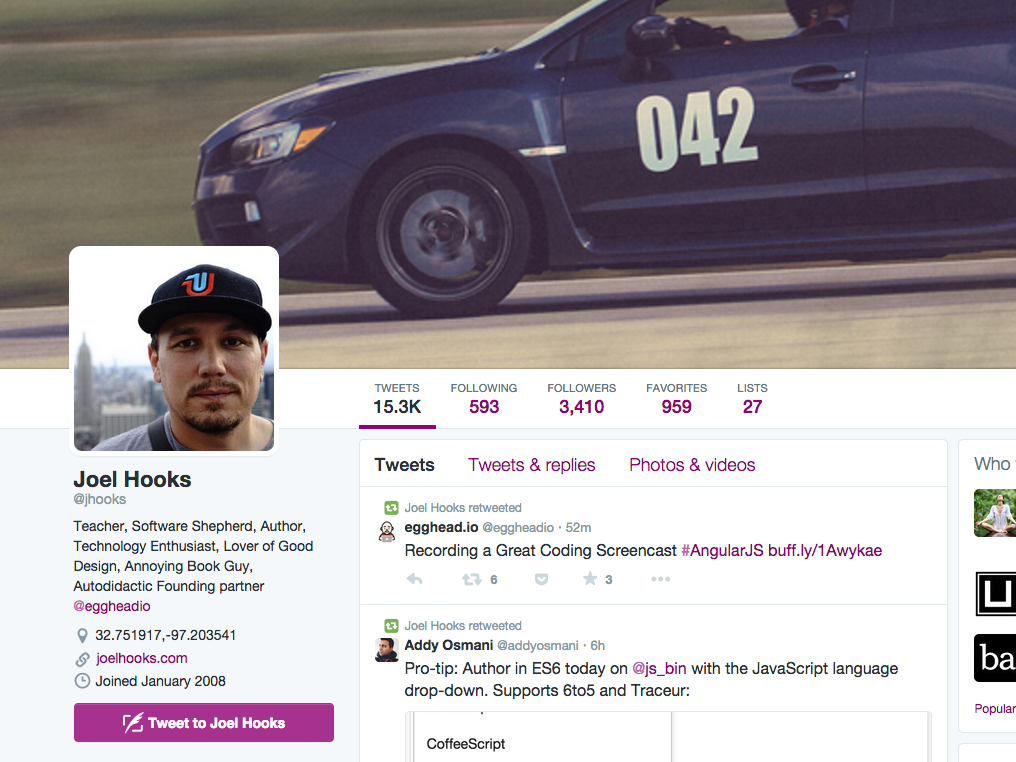 042
U
TWEETS FOLLOWING FOLLOWERS FAVORITES LISTS
15.3K 593 3,410 959 27
Joel Hooks
@jhooks
Teacher, Software Shepherd, Author,
Technology Enthusiast, Lover of Good
Design, Annoying Book Guy,
Autodidactic Founding partner
@eggheadio
32.751917,-97.203541
joelhooks.com
Joined January 2008
Tweet to Joel Hooks
Tweets Tweets & replies Photos & videos
Joel Hooks retweeted
egghead.io @eggheadio · 52m
Recording a Great Coding Screencast #AngularJS buff.ly/1Awykae
6 3
Joel Hooks retweeted
Addy Osmani @addyosmani · 6h
Pro-tip: Author in ES6 today on @js_bin with the JavaScript language
drop-down. Supports 6to5 and Traceur:
CoffeeScript
Who
U
ba
Popular